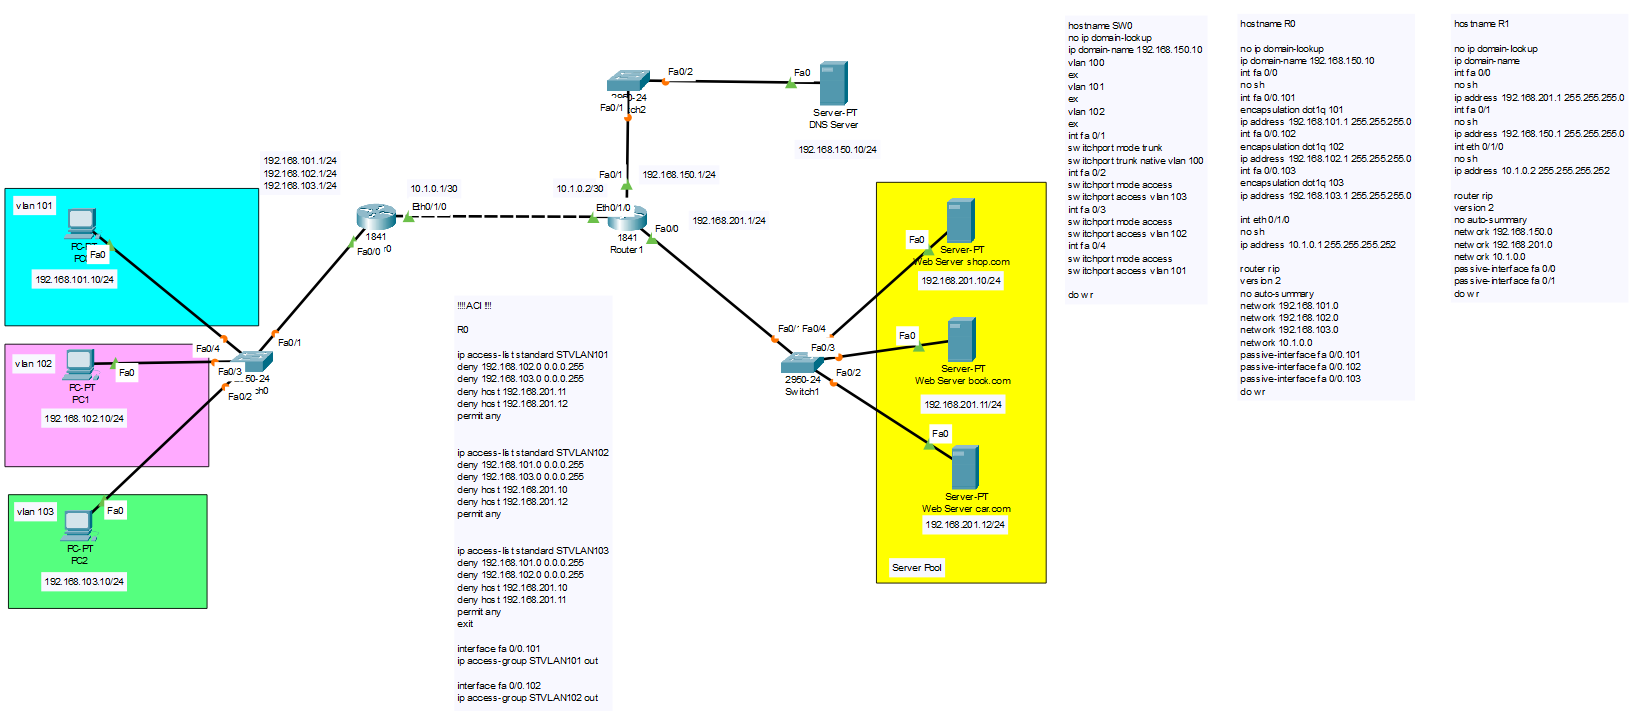 vlan 101
PC-PT
Fa0
192.168.101.10/24
vlan 102
PC-PT
PC1
Fa0
192.168.102.10/24
vlan 103
PC-PT
PC2
Fa0
192.168.103.10/24
Fa0/4
Fa0/3
Fa0/2
Fa0/1
192.168.101.1/24
192.168.102.1/24
192.168.103.1/24
10.1.0.1/30
Eth0/1/0
1841
Fa0/0
10.1.0.2/30
Eth0/1/0
1841
Router1
Fa0/1
192.168.150.1/24
192.168.201.1/24
Fa0/0
Fa0/2
Fa0/1
Fa0
Server-PT
DNS Server
192.168.150.10/24
Fa0/4
Fa0/3
Fa0/2
2950-24
Switch1
Fa0
Server-PT
Web Server shop.com
192.168.201.10/24
Fa0
Server-PT
Web Server book.com
192.168.201.11/24
Fa0
Server-PT
Web Server car.com
192.168.201.12/24
Server Pool
!!!!ACl !!!
R0
ip access-list standard STVLAN101
deny 192.168.102.0 0.0.0.255
deny 192.168.103.0 0.0.0.255
deny host 192.168.201.11
deny host 192.168.201.12
permit any
ip access-list standard STVLAN102
deny 192.168.101.0 0.0.0.255
deny 192.168.103.0 0.0.0.255
deny host 192.168.201.10
deny host 192.168.201.12
permit any
ip access-list standard STVLAN103
deny 192.168.101.0 0.0.0.255
deny 192.168.102.0 0.0.0.255
deny host 192.168.201.10
deny host 192.168.201.11
permit any
exit
interface fa 0/0.101
ip access-group STVLAN101 out
interface fa 0/0.102
ip access-group STVLAN102 out
hostname SW0
no ip domain-lookup
ip domain-name 192.168.150.10
vlan 100
ex
vlan 101
ex
vlan 102
ex
int fa 0/1
switchport mode trunk
switchport trunk native vlan 100
int fa 0/2
switchport mode access
switchport access vlan 103
int fa 0/3
switchport mode access
switchport access vlan 102
int fa 0/4
switchport mode access
switchport access vlan 101
do wr
hostname R0
no ip domain-lookup
ip domain-name 192.168.150.10
int fa 0/0
no sh
int fa 0/0.101
encapsulation dot1q 101
ip address 192.168.101.1 255.255.255.0
int fa 0/0.102
encapsulation dot1q 102
ip address 192.168.102.1 255.255.255.0
int fa 0/0.103
encapsulation dot1q 103
ip address 192.168.103.1 255.255.255.0
int eth 0/1/0
no sh
ip address 10.1.0.1 255.255.255.252
router rip
version 2
no auto-summary
network 192.168.101.0
network 192.168.102.0
network 192.168.103.0
network 10.1.0.0
passive-interface fa 0/0.101
passive-interface fa 0/0.102
passive-interface fa 0/0.103
do wr
hostname R1
no ip domain-lookup
ip domain-name
int fa 0/0
no sh
ip address 192.168.201.1 255.255.255.0
int fa 0/1
no sh
ip address 192.168.150.1 255.255.255.0
int eth 0/1/0
no sh
ip address 10.1.0.2 255.255.255.252
router rip
version 2
no auto-summary
network 192.168.150.0
network 192.168.201.0
network 10.1.0.0
passive-interface fa 0/0
passive-interface fa 0/1
do wr